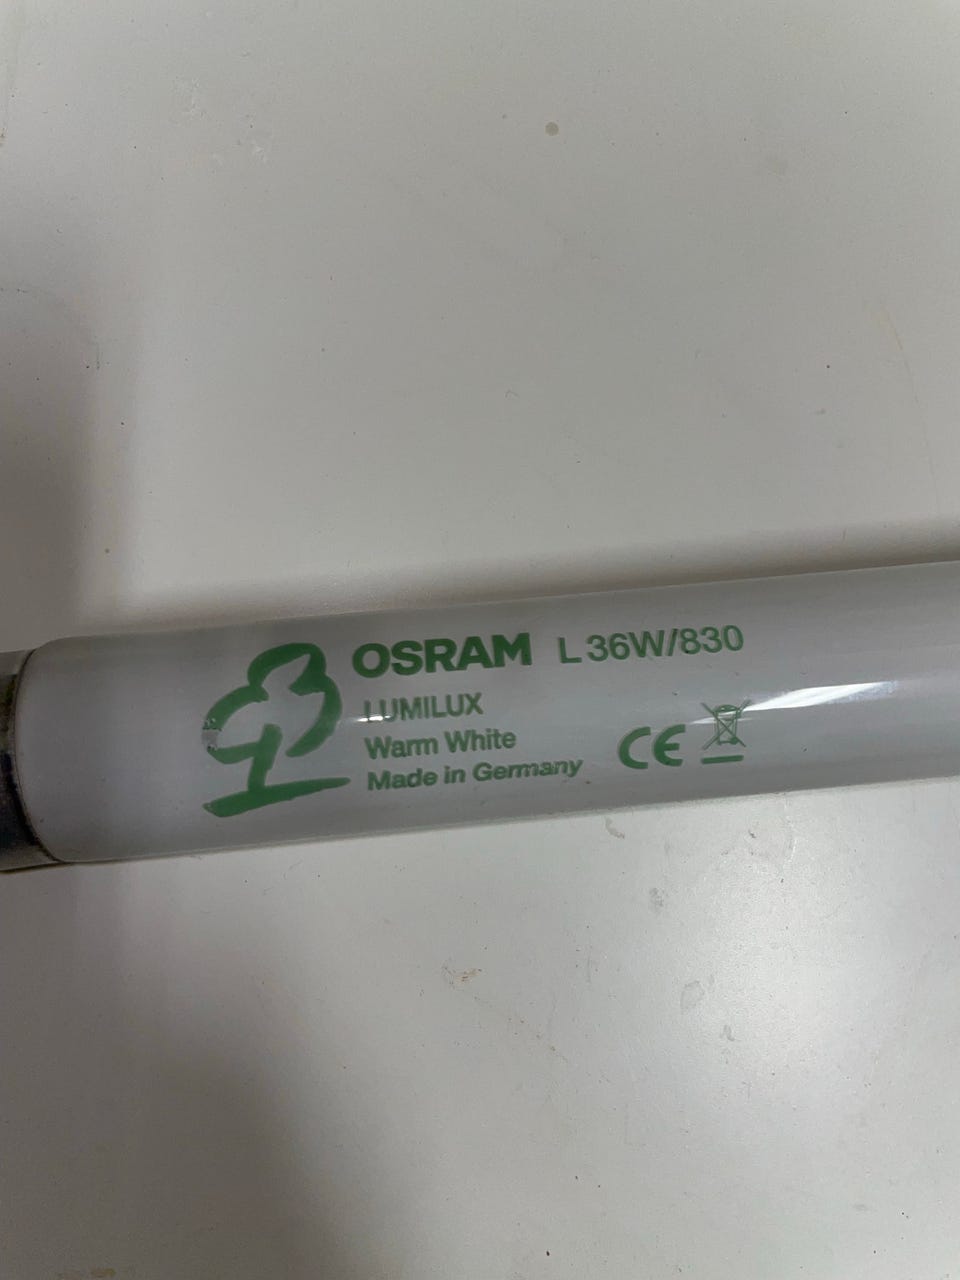 OSRAM L 36W/830
LUMILUX
Warm White
Made in Germany CE